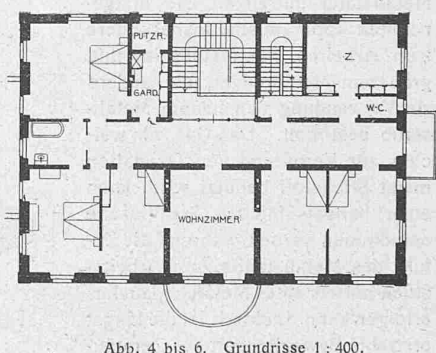 PUTZR.
GARD.
Z.
W-C.
WOHNZIMMER
Abb. 4 bis 6. Grundrisse 1 : 400.